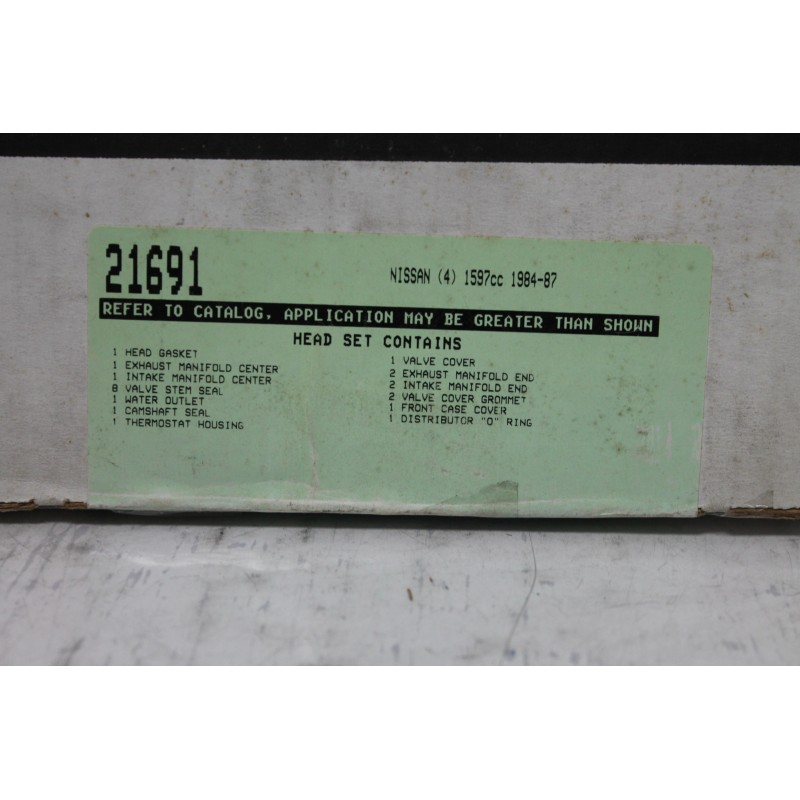 21691
NISSAN (4) 1597cc 1984-87
REFER TO CATALOG, APPLICATION MAY BE GREATER THAN SHOWN
HEAD SET CONTAINS
1 HEAD GASKET
1 EXHAUST MANIFOLD CENTER
1 INTAKE MANIFOLD CENTER
8 VALVE STEM SEAL
1 WATER OUTLET
1 CAMSHAFT SEAL
1 THERMOSTAT HOUSING
1 VALVE COVER
2 EXHAUST MANIFOLD END
2 INTAKE MANIFOLD END
2 VALVE COVER GROMMET
1 FRONT CASE COVER
1 DISTRIBUTOR "O" RING